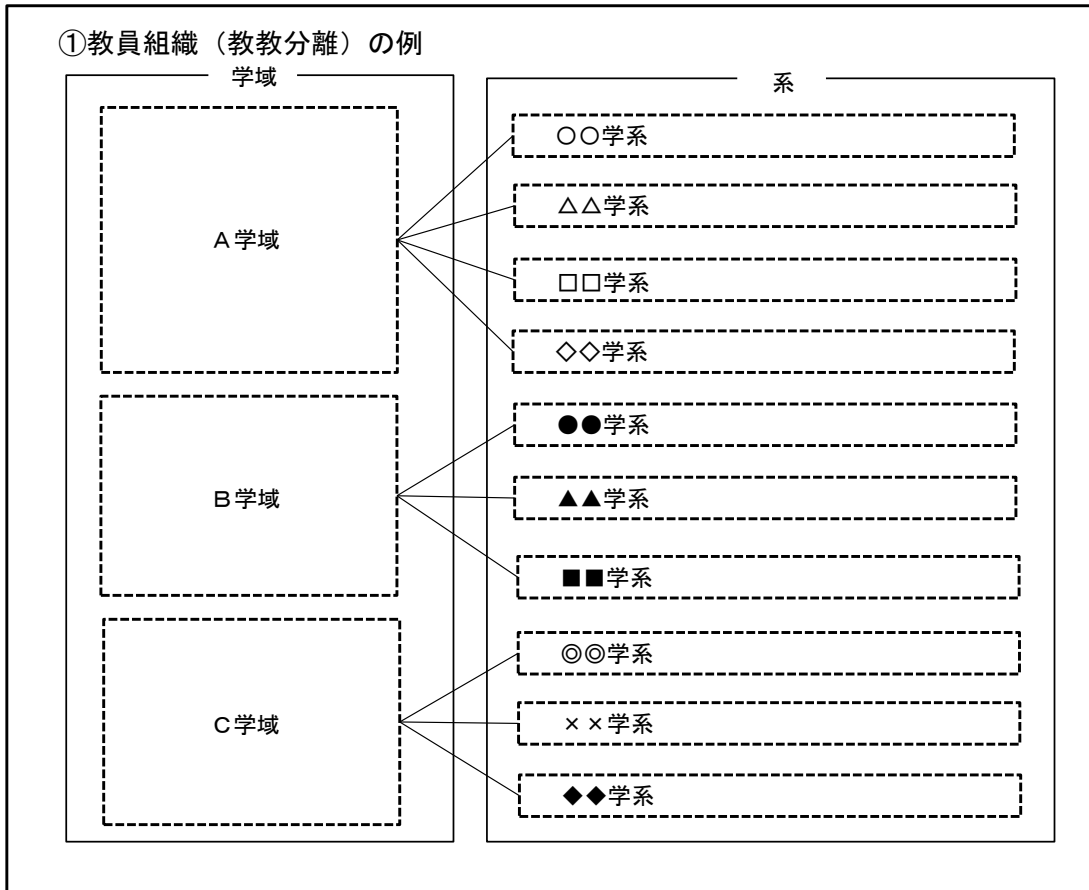 ①教員組織（教教分離）の例
学域
系
Ａ学域
○○学系
△△学系
□□学系
◇◇学系
Ｂ学域
●●学系
▲▲学系
■■学系
Ｃ学域
◎◎学系
××学系
◆◆学系